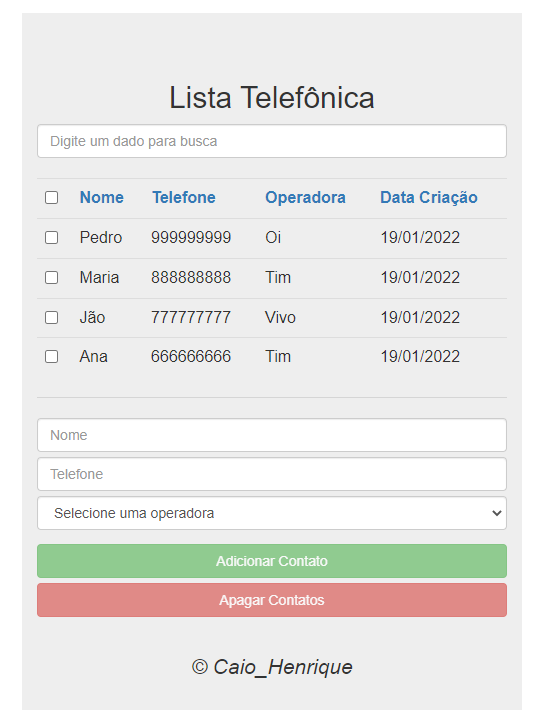 Lista Telefônica
Digite um dado para busca
Nome Telefone Operadora Data Criação
Pedro 999999999 Oi 19/01/2022
Maria 888888888 Tim 19/01/2022
Jão 777777777 Vivo 19/01/2022
Ana 666666666 Tim 19/01/2022
Nome
Telefone
Selecione uma operadora
Adicionar Contato
Apagar Contatos
© Caio_Henrique